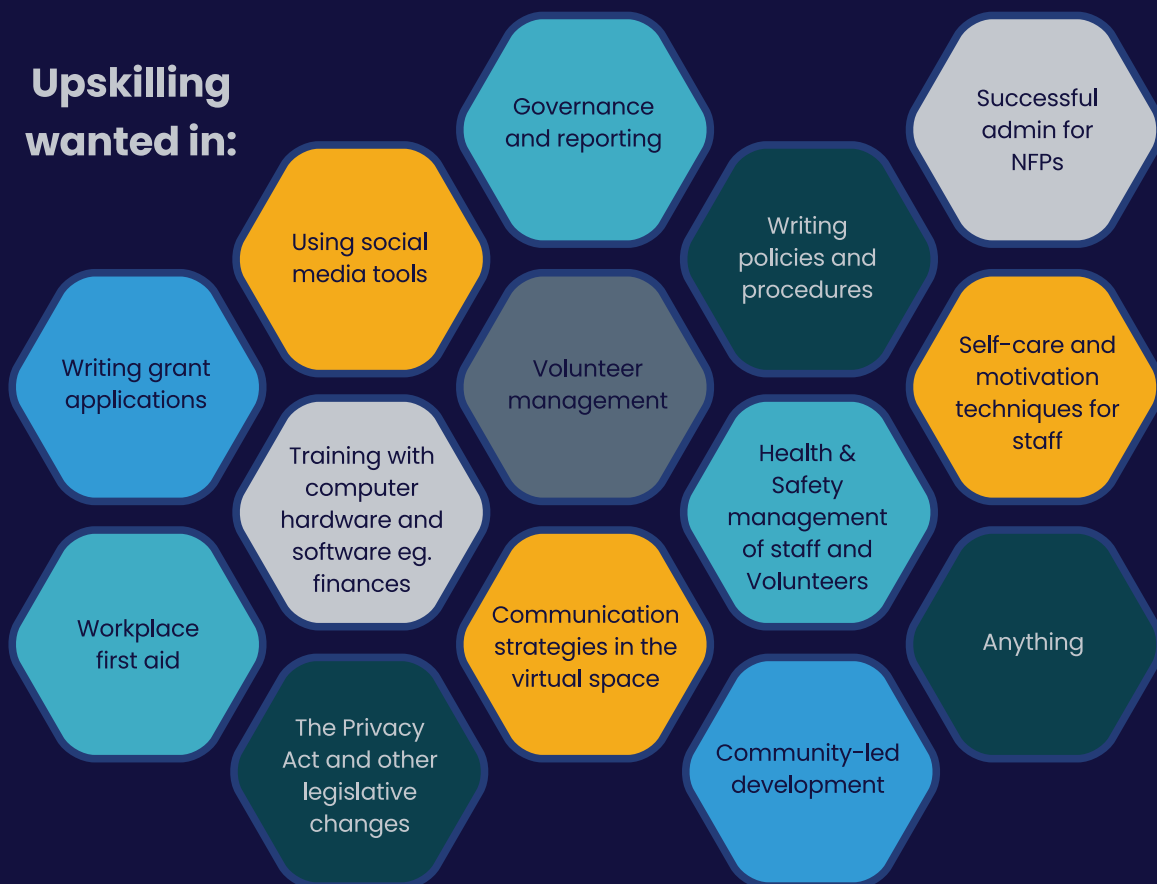 Upskilling
wanted in:
Governance
and reporting
Successful
admin for
NFPs
Using social
media tools
Writing
policies and
procedures
Writing grant
applications
Volunteer
management
Self-care and
motivation
techniques for
staff
Training with
computer
hardware and
software eg.
finances
Health &
Safety
management
of staff and
Volunteers
Workplace
first aid
Communication
strategies in the
virtual space
Anything
The Privacy
Act and other
legislative
changes
Community-led
development